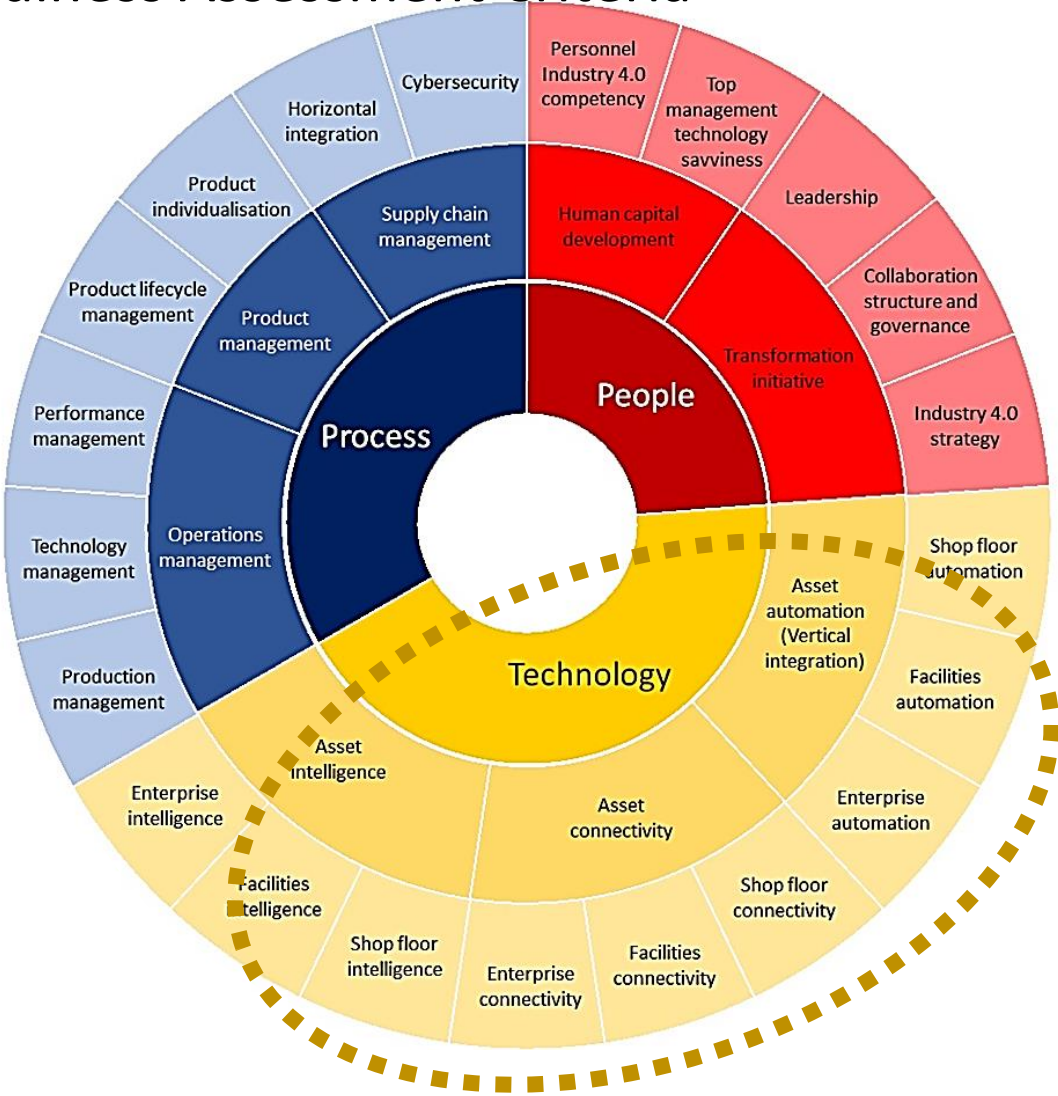 Assessment Criteria
Personnel
Industry 4.0
competency
Top
management
technology
savviness
Leadership
Collaboration
structure and
governance
Industry 4.0
strategy
Shop floor
automation
Facilities
automation
Enterprise
automation
Shop floor
connectivity
Facilities
connectivity
Enterprise
connectivity
Shop floor
intelligence
Facilities
intelligence
Enterprise
intelligence
Production
management
Technology
management
Performance
management
Product lifecycle
management
Product
individualisation
Horizontal
integration
Cybersecurity
Human capital
development
Transformation
initiative
Asset
automation
(Vertical
integration)
Asset
connectivity
Asset
intelligence
Operations
management
Product
management
Supply chain
management
People
Technology
Process